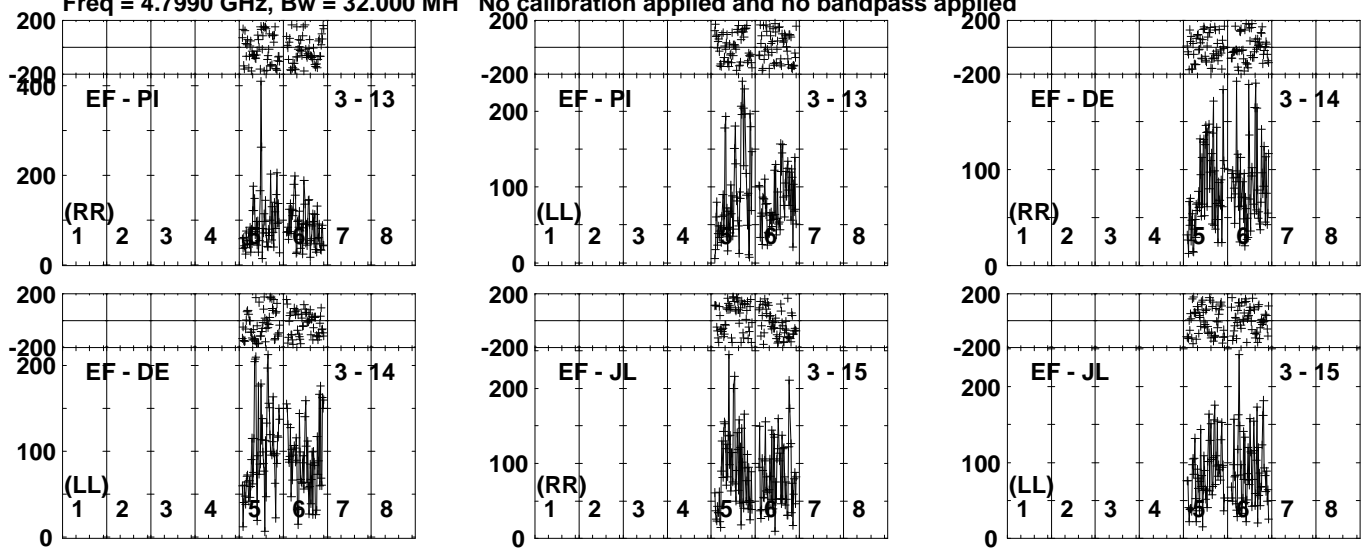 Freq = 4.7990 GHz, Bw = 32.000 MH No calibration applied and no bandpass applied
200 200 200
-200 -200 -200
400
EF - PI 3 - 13 EF - PI 3 - 13 EF - DE 3 - 14
200 200
200
100 100
(RR) (LL) (RR)
1 2 3 4 5 6 7 8 1 2 3 4 5 6 7 8 1 2 3 4 5 6 7 8
0 0 0
200 200 200
-200 -200 -200
200
EF - DE 3 - 14 EF - JL 3 - 15 EF - JL 3 - 15
200 200
100 100 100
(LL) (RR) (LL)
1 2 3 4 5 6 7 8 1 2 3 4 5 6 7 8 1 2 3 4 5 6 7 8
0 0 0